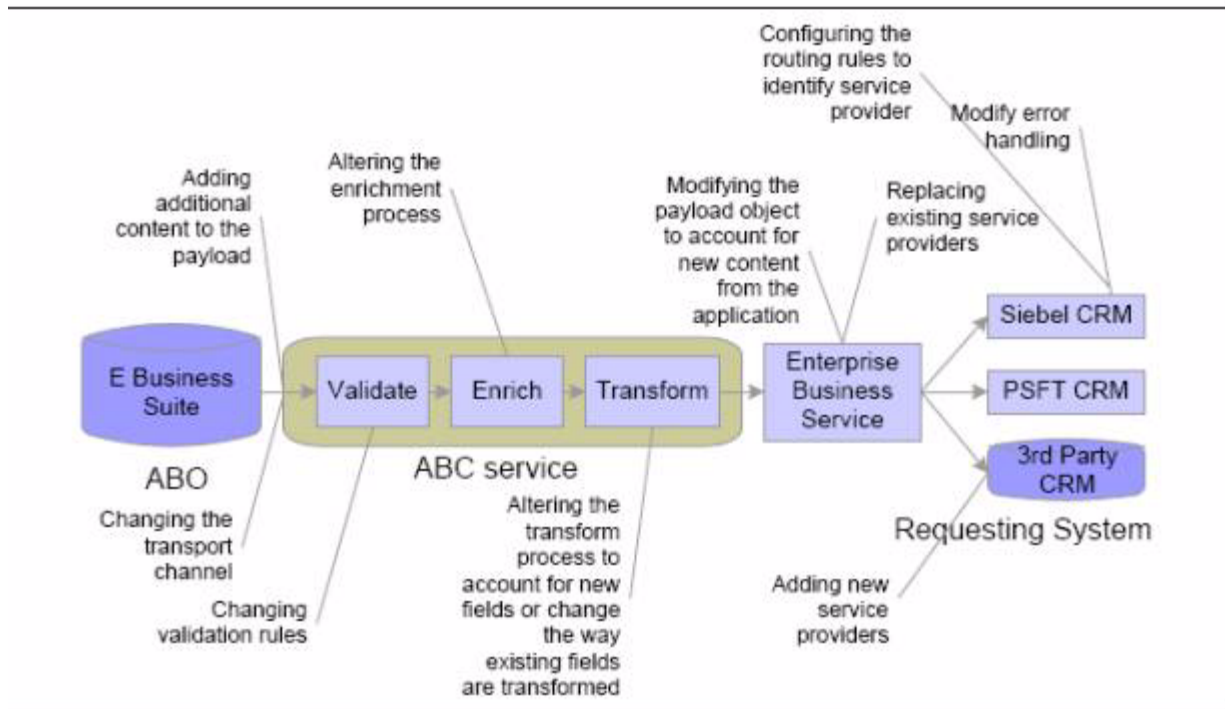 Configuring the
routing rules to
identify service
provider
Modify error
handling
Adding
additional
content to the
payload
Altering the
enrichment
process
Modifying the
payload object
to account for
new content
from the
application
Replacing
existing service
providers
E Business
Suite
Validate
Enrich
Transform
Enterprise
Business
Service
Siebel CRM
PSFT CRM
3rd Party
CRM
ABO
ABC service
Requesting System
Changing the
transport
channel
Changing
validation rules
Altering the
transform
process to
account for new
fields or change
the way
existing fields
are transformed
Adding new
service
providers